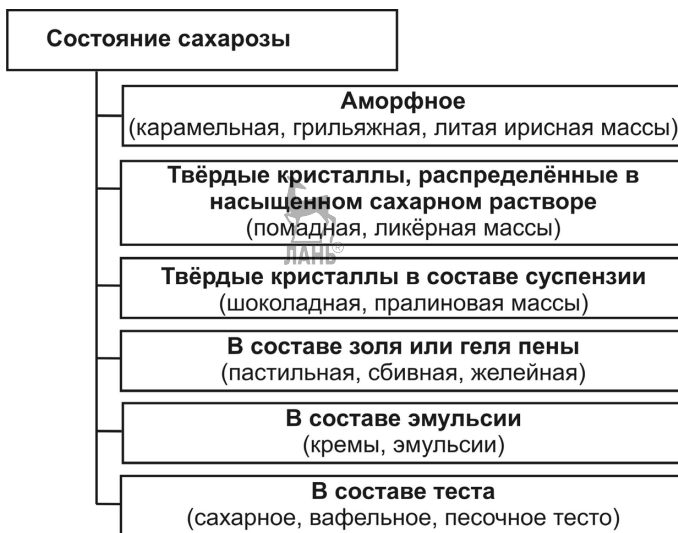 Состояние сахарозы
Аморфное
(карамельная, грильяжная, литая ирисная массы)
Твёрдые кристаллы, распределённые в
насыщенном сахарном растворе
(помадная, ликёрная массы)
ЛАНЬ®
Твёрдые кристаллы в составе суспензии
(шоколадная, пралиновая массы)
В составе золя или геля пены
(пастильная, сбивная, желейная)
В составе эмульсии
(кремы, эмульсии)
В составе теста
(сахарное, вафельное, песочное тесто)